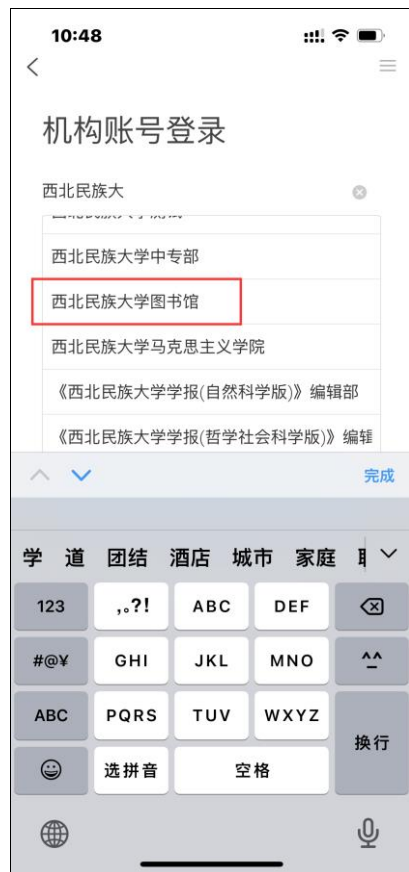 10:48
机构账号登录
西北民族大
西北民族大学中专部
西北民族大学图书馆
西北民族大学马克思主义学院
《西北民族大学学报(自然科学版)》编辑部
《西北民族大学学报(哲学社会科学版)》编辑
完成
学 道 团结 酒店 城市 家庭
123 ,。?! ABC DEF
#@¥ GHI JKL MNO ^^
ABC PQRS TUV WXYZ 换行
选拼音 空格